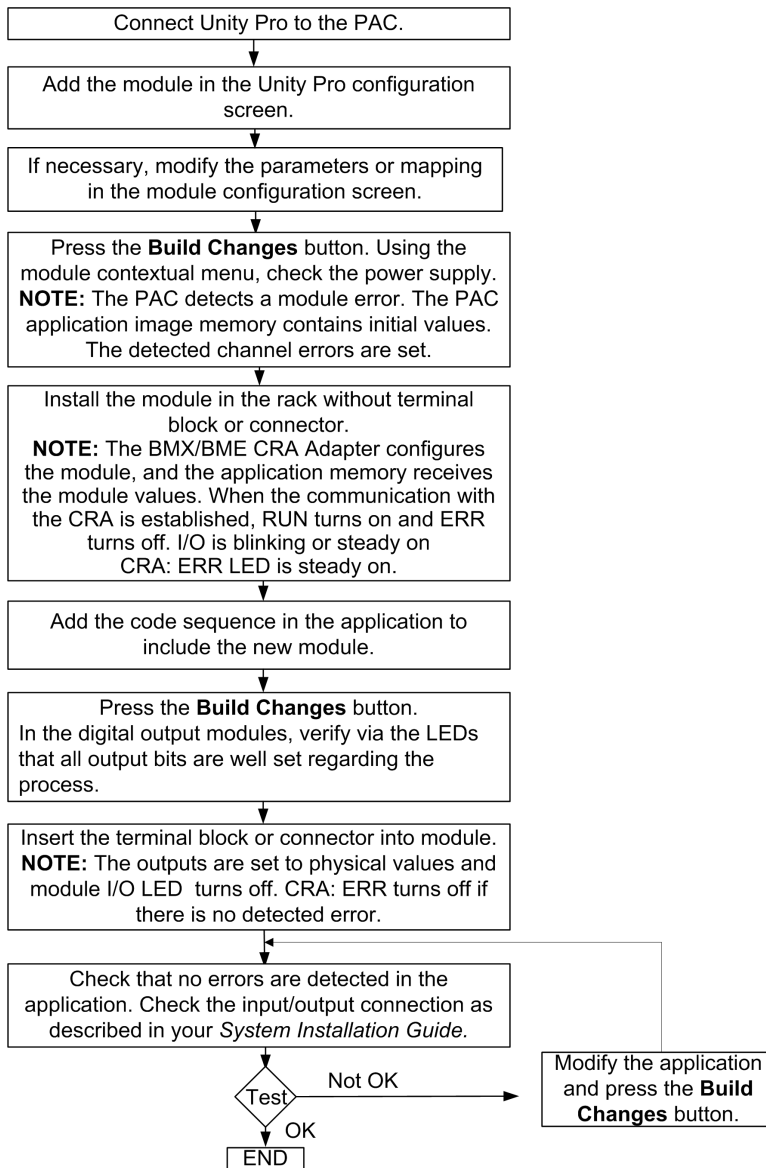 Connect Unity Pro to the PAC.
Add the module in the Unity Pro configuration
screen.
If necessary, modify the parameters or mapping
in the module configuration screen.
Press the Build Changes button. Using the
module contextual menu, check the power supply.
NOTE: The PAC detects a module error. The PAC
application image memory contains initial values.
The detected channel errors are set.
Install the module in the rack without terminal
block or connector.
NOTE: The BMX/BME CRA Adapter configures
the module, and the application memory receives
the module values. When the communication with
the CRA is established, RUN turns on and ERR
turns off. I/O is blinking or steady on
CRA: ERR LED is steady on.
Add the code sequence in the application to
include the new module.
Press the Build Changes button.
In the digital output modules, verify via the LEDs
that all output bits are well set regarding the
process.
Insert the terminal block or connector into module.
NOTE: The outputs are set to physical values and
module I/O LED turns off. CRA: ERR turns off if
there is no detected error.
Check that no errors are detected in the
application. Check the input/output connection as
described in your System Installation Guide.
Test
Not OK
Modify the application
and press the Build
Changes button.
OK
END